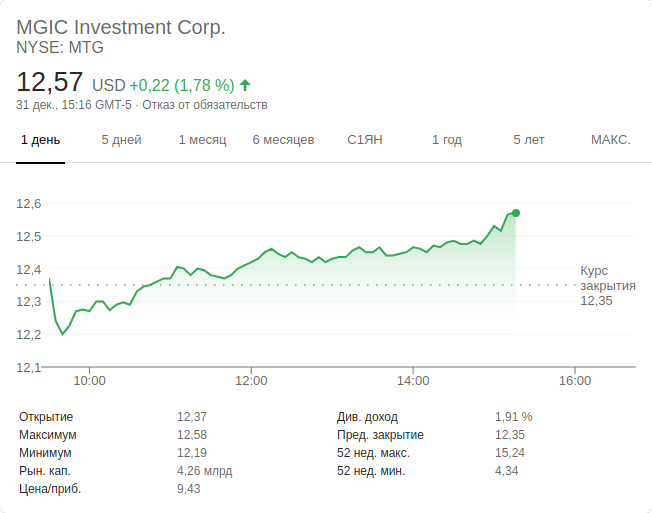 MGIC Investment Corp.
NYSE: MTG
12,57 USD +0,22 (1,78 %)
31 дек., 15:16 GMT-5 · Отказ от обязательств
1 день 5 дней 1 месяц 6 месяцев С1ЯН 1 год 5 лет МАКС.
12,6
12,5
12,4
12,3
12,2
12,1
Курс
закрытия
12,35
10:00 12:00 14:00 16:00
Открытие 12,37
Максимум 12,58
Минимум 12,19
Рын. кап. 4,26 млрд
Цена/приб. 9,43
Див. доход 1,91 %
Пред. закрытие 12,35
52 нед. макс. 15,24
52 нед. мин. 4,34